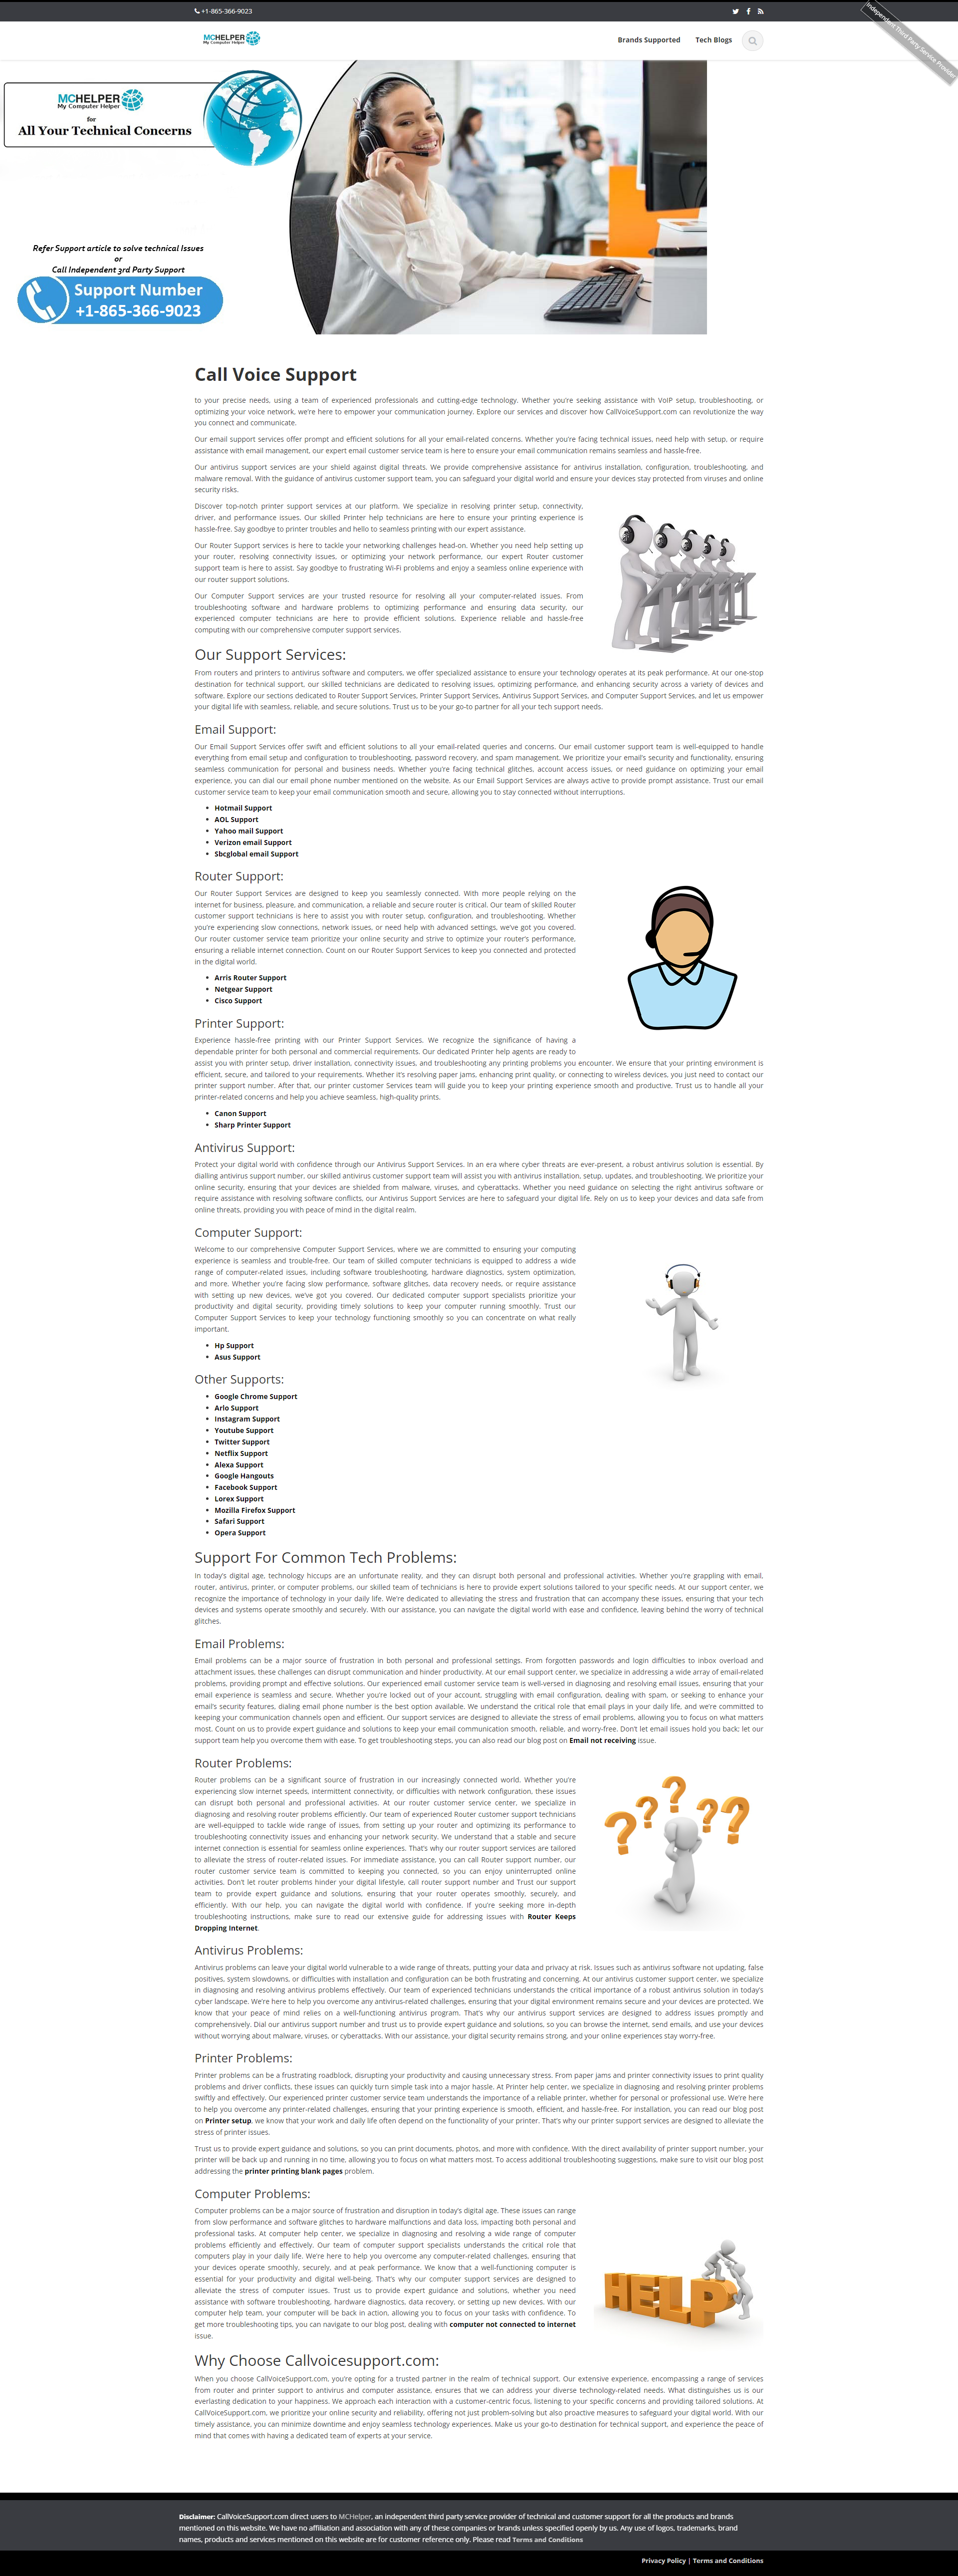 +1-865-366-9023
Independent Third Party Service Provider
MCHELPER
My Computer Helper
Brands Supported
Tech Blogs
MCHELPER
My Computer Helper
for
All Your Technical Concerns
Refer Support article to solve technical Issues
or
Call Independent 3rd Party Support
Support Number
+1-865-366-9023
Call Voice Support
to your precise needs, using a team of experienced professionals and cutting-edge technology. Whether you're seeking assistance with VoIP setup, troubleshooting, or
optimizing your voice network, we're here to empower your communication journey. Explore our services and discover how CallVoiceSupport.com can revolutionize the way
you connect and communicate.
Our email support services offer prompt and efficient solutions for all your email-related concerns. Whether you're facing technical issues, need help with setup, or require
assistance with email management, our expert email customer service team is here to ensure your email communication remains seamless and hassle-free.
Our antivirus support services are your shield against digital threats. We provide comprehensive assistance for antivirus installation, configuration, troubleshooting, and
malware removal. With the guidance of antivirus customer support team, you can safeguard your digital world and ensure your devices stay protected from viruses and online
security risks.
Discover top-notch printer support services at our platform. We specialize in resolving printer setup, connectivity,
driver, and performance issues. Our skilled Printer help technicians are here to ensure your printing experience is
hassle-free. Say goodbye to printer troubles and hello to seamless printing with our expert assistance.
Our Router Support services is here to tackle your networking challenges head-on. Whether you need help setting up
your router, resolving connectivity issues, or optimizing your network performance, our expert Router customer
support team is here to assist. Say goodbye to frustrating Wi-Fi problems and enjoy a seamless online experience with
our router support solutions.
Our Computer Support services are your trusted resource for resolving all your computer-related issues. From
troubleshooting software and hardware problems to optimizing performance and ensuring data security, our
experienced computer technicians are here to provide efficient solutions. Experience reliable and hassle-free
computing with our comprehensive computer support services.
Our Support Services:
From routers and printers to antivirus software and computers, we offer specialized assistance to ensure your technology operates at its peak performance. At our one-stop
destination for technical support, our skilled technicians are dedicated to resolving issues, optimizing performance, and enhancing security across a variety of devices and
software. Explore our sections dedicated to Router Support Services, Printer Support Services, Antivirus Support Services, and Computer Support Services, and let us empower
your digital life with seamless, reliable, and secure solutions. Trust us to be your go-to partner for all your tech support needs.
Email Support:
Our Email Support Services offer swift and efficient solutions to all your email-related queries and concerns. Our email customer support team is well-equipped to handle
everything from email setup and configuration to troubleshooting, password recovery, and spam management. We prioritize your email's security and functionality, ensuring
seamless communication for personal and business needs. Whether you're facing technical glitches, account access issues, or need guidance on optimizing your email
experience, you can dial our email phone number mentioned on the website. As our Email Support Services are always active to provide prompt assistance. Trust our email
customer service team to keep your email communication smooth and secure, allowing you to stay connected without interruptions.
Hotmail Support
AOL Support
Yahoo mail Support
Verizon email Support
Sbcglobal email Support
Router Support:
Our Router Support Services are designed to keep you seamlessly connected. With more people relying on the
internet for business, pleasure, and communication, a reliable and secure router is critical. Our team of skilled Router
customer support technicians is here to assist you with router setup, configuration, and troubleshooting. Whether
you're experiencing slow connections, network issues, or need help with advanced settings, we've got you covered.
Our router customer service team prioritize your online security and strive to optimize your router's performance,
ensuring a reliable internet connection. Count on our Router Support Services to keep you connected and protected
in the digital world.
Arris Router Support
Netgear Support
Cisco Support
Printer Support:
Experience hassle-free printing with our Printer Support Services. We recognize the significance of having a
dependable printer for both personal and commercial requirements. Our dedicated Printer help agents are ready to
assist you with printer setup, driver installation, connectivity issues, and troubleshooting any printing problems you encounter. We ensure that your printing environment is
efficient, secure, and tailored to your requirements. Whether it's resolving paper jams, enhancing print quality, or connecting to wireless devices, you just need to contact our
printer support number. After that, our printer customer Services team will guide you to keep your printing experience smooth and productive. Trust us to handle all your
printer-related concerns and help you achieve seamless, high-quality prints.
Canon Support
Sharp Printer Support
Antivirus Support:
Protect your digital world with confidence through our Antivirus Support Services. In an era where cyber threats are ever-present, a robust antivirus solution is essential. By
dialling antivirus support number, our skilled antivirus customer support team will assist you with antivirus installation, setup, updates, and troubleshooting. We prioritize your
online security, ensuring that your devices are shielded from malware, viruses, and cyberattacks. Whether you need guidance on selecting the right antivirus software or
require assistance with resolving software conflicts, our Antivirus Support Services are here to safeguard your digital life. Rely on us to keep your devices and data safe from
online threats, providing you with peace of mind in the digital realm.
Computer Support:
Welcome to our comprehensive Computer Support Services, where we are committed to ensuring your computing
experience is seamless and trouble-free. Our team of skilled computer technicians is equipped to address a wide
range of computer-related issues, including software troubleshooting, hardware diagnostics, system optimization,
and more. Whether you're facing slow performance, software glitches, data recovery needs, or require assistance
with setting up new devices, we've got you covered. Our dedicated computer support specialists prioritize your
productivity and digital security, providing timely solutions to keep your computer running smoothly. Trust our
Computer Support Services to keep your technology functioning smoothly so you can concentrate on what really
important.
Hp Support
Asus Support
Other Supports:
Google Chrome Support
Arlo Support
Instagram Support
Youtube Support
Twitter Support
Netflix Support
Alexa Support
Google Hangouts
Facebook Support
Lorex Support
Mozilla Firefox Support
Safari Support
Opera Support
Support For Common Tech Problems:
In today's digital age, technology hiccups are an unfortunate reality, and they can disrupt both personal and professional activities. Whether you're grappling with email,
router, antivirus, printer, or computer problems, our skilled team of technicians is here to provide expert solutions tailored to your specific needs. At our support center, we
recognize the importance of technology in your daily life. We're dedicated to alleviating the stress and frustration that can accompany these issues, ensuring that your tech
devices and systems operate smoothly and securely. With our assistance, you can navigate the digital world with ease and confidence, leaving behind the worry of technical
glitches.
Email Problems:
Email problems can be a major source of frustration in both personal and professional settings. From forgotten passwords and login difficulties to inbox overload and
attachment issues, these challenges can disrupt communication and hinder productivity. At our email support center, we specialize in addressing a wide array of email-related
problems, providing prompt and effective solutions. Our experienced email customer service team is well-versed in diagnosing and resolving email issues, ensuring that your
email experience is seamless and secure. Whether you're locked out of your account, struggling with email configuration, dealing with spam, or seeking to enhance your
email's security features, dialing email phone number is the best option available. We understand the critical role that email plays in your daily life, and we're committed to
keeping your communication channels open and efficient. Our support services are designed to alleviate the stress of email problems, allowing you to focus on what matters
most. Count on us to provide expert guidance and solutions to keep your email communication smooth, reliable, and worry-free. Don't let email issues hold you back; let our
support team help you overcome them with ease. To get troubleshooting steps, you can also read our blog post on Email not receiving issue.
Router Problems:
Router problems can be a significant source of frustration in our increasingly connected world. Whether you're
experiencing slow internet speeds, intermittent connectivity, or difficulties with network configuration, these issues
can disrupt both personal and professional activities. At our router customer service center, we specialize in
diagnosing and resolving router problems efficiently. Our team of experienced Router customer support technicians
are well-equipped to tackle wide range of issues, from setting up your router and optimizing its performance to
troubleshooting connectivity issues and enhancing your network security. We understand that a stable and secure
internet connection is essential for seamless online experiences. That's why our router support services are tailored
to alleviate the stress of router-related issues. For immediate assistance, you can call Router support number, our
router customer service team is committed to keeping you connected, so you can enjoy uninterrupted online
activities. Don't let router problems hinder your digital lifestyle, call router support number and Trust our support
team to provide expert guidance and solutions, ensuring that your router operates smoothly, securely, and
efficiently. With our help, you can navigate the digital world with confidence. If you're seeking more in-depth
troubleshooting instructions, make sure to read our extensive guide for addressing issues with Router Keeps
Dropping Internet.
Antivirus Problems:
Antivirus problems can leave your digital world vulnerable to a wide range of threats, putting your data and privacy at risk. Issues such as antivirus software not updating, false
positives, system slowdowns, or difficulties with installation and configuration can be both frustrating and concerning. At our antivirus customer support center, we specialize
in diagnosing and resolving antivirus problems effectively. Our team of experienced technicians understands the critical importance of a robust antivirus solution in today's
cyber landscape. We're here to help you overcome any antivirus-related challenges, ensuring that your digital environment remains secure and your devices are protected. We
know that your peace of mind relies on a well-functioning antivirus program. That's why our antivirus support services are designed to address issues promptly and
comprehensively. Dial our antivirus support number and trust us to provide expert guidance and solutions, so you can browse the internet, send emails, and use your devices
without worrying about malware, viruses, or cyberattacks. With our assistance, your digital security remains strong, and your online experiences stay worry-free.
Printer Problems:
Printer problems can be a frustrating roadblock, disrupting your productivity and causing unnecessary stress. From paper jams and printer connectivity issues to print quality
problems and driver conflicts, these issues can quickly turn simple task into a major hassle. At Printer help center, we specialize in diagnosing and resolving printer problems
swiftly and effectively. Our experienced printer customer service team understands the importance of a reliable printer, whether for personal or professional use. We're here
to help you overcome any printer-related challenges, ensuring that your printing experience is smooth, efficient, and hassle-free. For installation, you can read our blog post
on Printer setup. we know that your work and daily life often depend on the functionality of your printer. That's why our printer support services are designed to alleviate the
stress of printer issues.
Trust us to provide expert guidance and solutions, so you can print documents, photos, and more with confidence. With the direct availability of printer support number, your
printer will be back up and running in no time, allowing you to focus on what matters most. To access additional troubleshooting suggestions, make sure to visit our blog post
addressing the printer printing blank pages problem.
Computer Problems:
Computer problems can be a major source of frustration and disruption in today's digital age. These issues can range
from slow performance and software glitches to hardware malfunctions and data loss, impacting both personal and
professional tasks. At computer help center, we specialize in diagnosing and resolving a wide range of computer
problems efficiently and effectively. Our team of computer support specialists understands the critical role that
computers play in your daily life. We're here to help you overcome any computer-related challenges, ensuring that
your devices operate smoothly, securely, and at peak performance. We know that a well-functioning computer is
essential for your productivity and digital well-being. That's why our computer support services are designed to
alleviate the stress of computer issues. Trust us to provide expert guidance and solutions, whether you need
assistance with software troubleshooting, hardware diagnostics, data recovery, or setting up new devices. With our
computer help team, your computer will be back in action, allowing you to focus on your tasks with confidence. To
get more troubleshooting tips, you can navigate to our blog post, dealing with computer not connected to internet
issue.
HELP
Why Choose Callvoicesupport.com:
When you choose CallVoiceSupport.com, you're opting for a trusted partner in the realm of technical support. Our extensive experience, encompassing a range of services
from router and printer support to antivirus and computer assistance, ensures that we can address your diverse technology-related needs. What distinguishes us is our
everlasting dedication to your happiness. We approach each interaction with a customer-centric focus, listening to your specific concerns and providing tailored solutions. At
CallVoiceSupport.com, we prioritize your online security and reliability, offering not just problem-solving but also proactive measures to safeguard your digital world. With our
timely assistance, you can minimize downtime and enjoy seamless technology experiences. Make us your go-to destination for technical support, and experience the peace of
mind that comes with having a dedicated team of experts at your service.
Disclaimer: CallVoiceSupport.com direct users to MCHelper, an independent third party service provider of technical and customer support for all the products and brands
mentioned on this website. We have no affiliation and association with any of these companies or brands unless specified openly by us. Any use of logos, trademarks, brand
names, products and services mentioned on this website are for customer reference only. Please read Terms and Conditions
Privacy Policy | Terms and Conditions